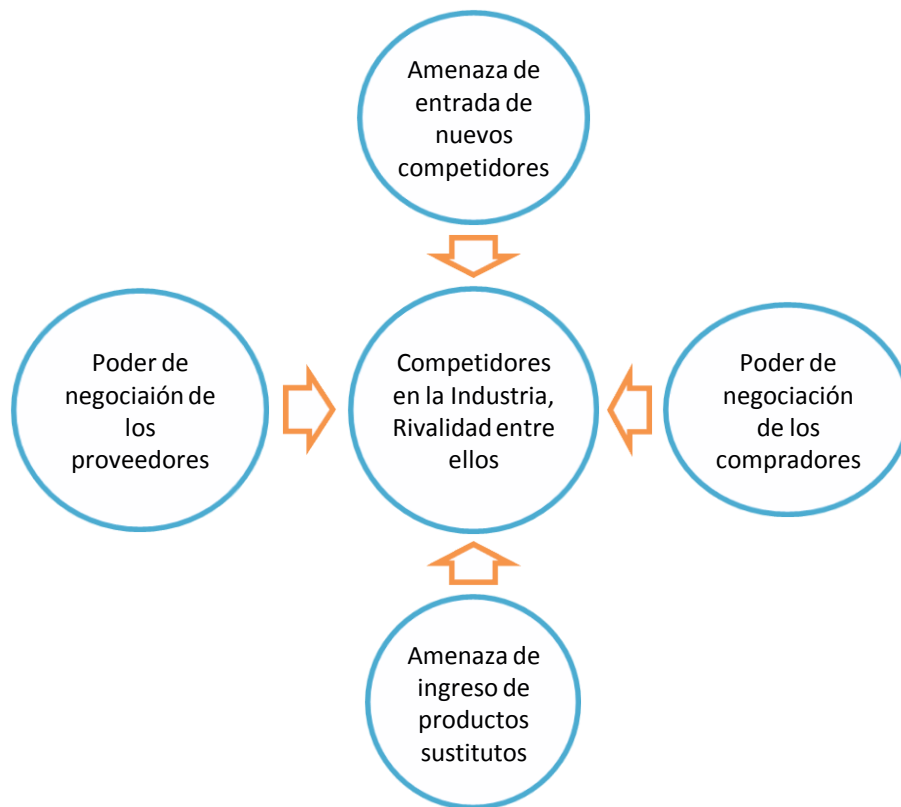 Amenaza de
entrada de
nuevos
competidores
Poder de
negociaión de
los
proveedores
Competidores
en la Industria,
Rivalidad entre
ellos
Poder de
negociación
de los
compradores
Amenaza de
ingreso de
productos
sustitutos